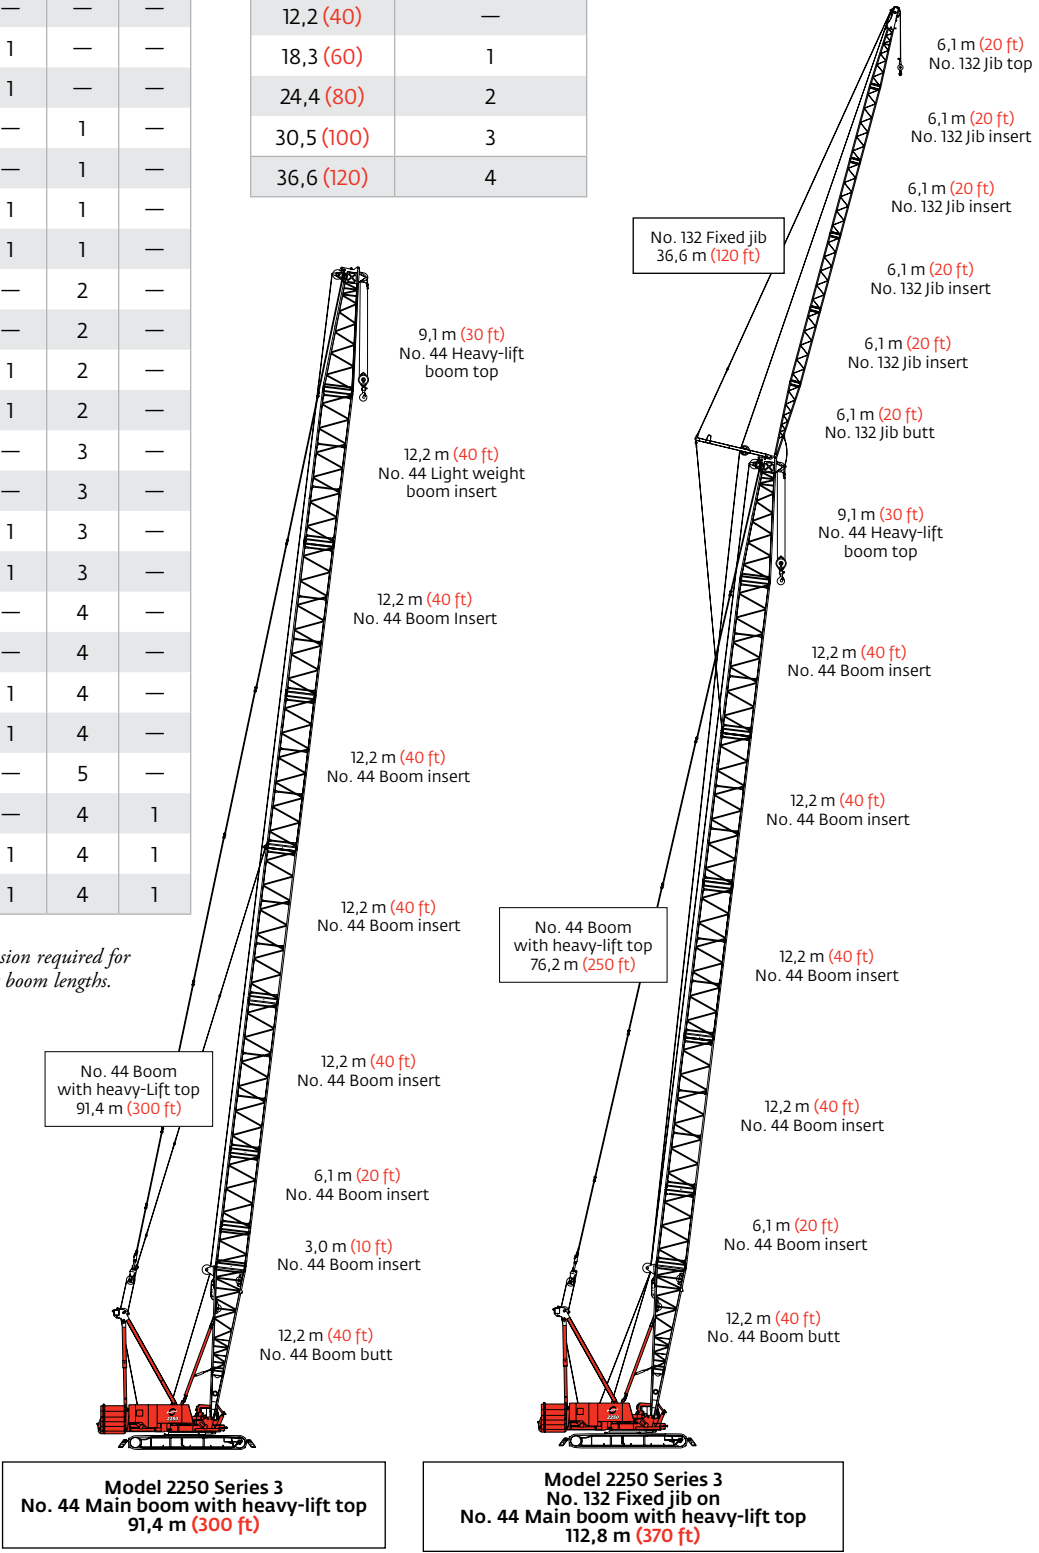 — — —
1 — —
1 — —
— 1 —
— 1 —
1 1 —
1 1 —
— 2 —
— 2 —
1 2 —
1 2 —
— 3 —
— 3 —
1 3 —
1 3 —
— 4 —
— 4 —
1 4 —
1 4 —
— 5 —
— 4 1
1 4 1
1 4 1
sion required for
boom lengths.
12,2 (40) —
18,3 (60) 1
24,4 (80) 2
30,5 (100) 3
36,6 (120) 4
9,1 m (30 ft)
No. 44 Heavy-lift
boom top
12,2 m (40 ft)
No. 44 Light weight
boom insert
12,2 m (40 ft)
No. 44 Boom Insert
12,2 m (40 ft)
No. 44 Boom insert
12,2 m (40 ft)
No. 44 Boom insert
12,2 m (40 ft)
No. 44 Boom insert
6,1 m (20 ft)
No. 44 Boom insert
3,0 m (10 ft)
No. 44 Boom insert
12,2 m (40 ft)
No. 44 Boom butt
No. 44 Boom
with heavy-Lift top
91,4 m (300 ft)
2250
Model 2250 Series 3
No. 44 Main boom with heavy-lift top
91,4 m (300 ft)
6,1 m (20 ft)
No. 132 Jib top
6,1 m (20 ft)
No. 132 Jib insert
6,1 m (20 ft)
No. 132 Jib insert
6,1 m (20 ft)
No. 132 Jib insert
6,1 m (20 ft)
No. 132 Jib insert
6,1 m (20 ft)
No. 132 Jib butt
No. 132 Fixed jib
36,6 m (120 ft)
9,1 m (30 ft)
No. 44 Heavy-lift
boom top
12,2 m (40 ft)
No. 44 Boom insert
12,2 m (40 ft)
No. 44 Boom insert
12,2 m (40 ft)
No. 44 Boom insert
12,2 m (40 ft)
No. 44 Boom insert
6,1 m (20 ft)
No. 44 Boom insert
12,2 m (40 ft)
No. 44 Boom butt
No. 44 Boom
with heavy-lift top
76,2 m (250 ft)
2250
Model 2250 Series 3
No. 132 Fixed jib on
No. 44 Main boom with heavy-lift top
112,8 m (370 ft)